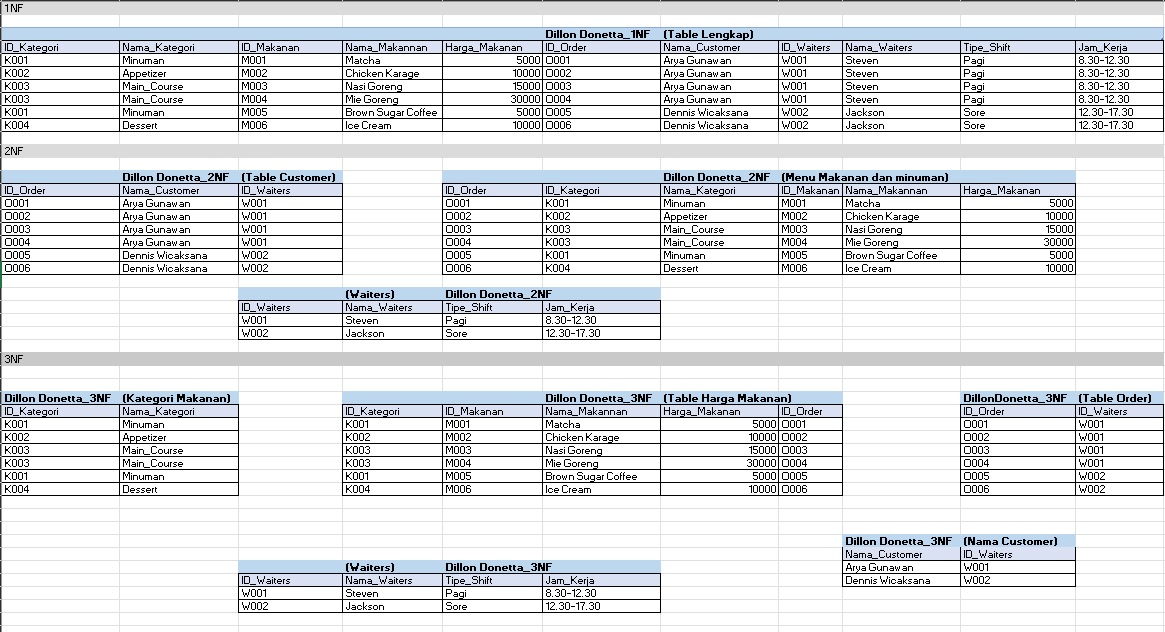 1NF
Dillon Donetta_1NF (Table Lengkap)
ID_Kategori Nama_Kategori ID_Makanan Nama_Makannan Harga_Makanan ID_Order Nama_Customer ID_Waiters Nama_Waiters Tipe_Shift Jam_Kerja
K001 Minuman M001 Matcha 5000 O001 Arya Gunawan W001 Steven Pagi 8.30-12.30
K002 Appetizer M002 Chicken Karage 10000 O002 Arya Gunawan W001 Steven Pagi 8.30-12.30
K003 Main_Course M003 Nasi Goreng 15000 O003 Arya Gunawan W001 Steven Pagi 8.30-12.30
K003 Main_Course M004 Mie Goreng 30000 O004 Arya Gunawan W001 Steven Pagi 8.30-12.30
K001 Minuman M005 Brown Sugar Coffee 5000 O005 Dennis Wicaksana W002 Jackson Sore 12.30-17.30
K004 Dessert M006 Ice Cream 10000 O006 Dennis Wicaksana W002 Jackson Sore 12.30-17.30
2NF
Dillon Donetta_2NF (Table Customer) Dillon Donetta_2NF (Menu Makanan dan minuman)
ID_Order Nama_Customer ID_Waiters ID_Order ID_Kategori Nama_Kategori ID_Makanan Nama_Makannan Harga_Makanan
O001 Arya Gunawan W001 O001 K001 Minuman M001 Matcha 5000
O002 Arya Gunawan W001 O002 K002 Appetizer M002 Chicken Karage 10000
O003 Arya Gunawan W001 O003 K003 Main_Course M003 Nasi Goreng 15000
O004 Arya Gunawan W001 O004 K003 Main_Course M004 Mie Goreng 30000
O005 Dennis Wicaksana W002 O005 K001 Minuman M005 Brown Sugar Coffee 5000
O006 Dennis Wicaksana W002 O006 K004 Dessert M006 Ice Cream 10000
(Waiters) Dillon Donetta_2NF
ID_Waiters Nama_Waiters Tipe_Shift Jam_Kerja
W001 Steven Pagi 8.30-12.30
W002 Jackson Sore 12.30-17.30
3NF
Dillon Donetta_3NF (Kategori Makanan) Dillon Donetta_3NF (Table Harga Makanan) DillonDonetta_3NF (Table Order)
ID_Kategori Nama_Kategori ID_Kategori ID_Makanan Nama_Makannan Harga_Makanan ID_Order ID_Order ID_Waiters
K001 Minuman K001 M001 Matcha 5000 O001 O001 W001
K002 Appetizer K002 M002 Chicken Karage 10000 O002 O002 W001
K003 Main_Course K003 M003 Nasi Goreng 15000 O003 O003 W001
K003 Main_Course K003 M004 Mie Goreng 30000 O004 O004 W001
K001 Minuman K001 M005 Brown Sugar Coffee 5000 O005 O005 W002
K004 Dessert K004 M006 Ice Cream 10000 O006 O006 W002
Dillon Donetta_3NF (Nama Customer)
Nama_Customer ID_Waiters
Arya Gunawan W001
Dennis Wicaksana W002
(Waiters) Dillon Donetta_3NF
ID_Waiters Nama_Waiters Tipe_Shift Jam_Kerja
W001 Steven Pagi 8.30-12.30
W002 Jackson Sore 12.30-17.30